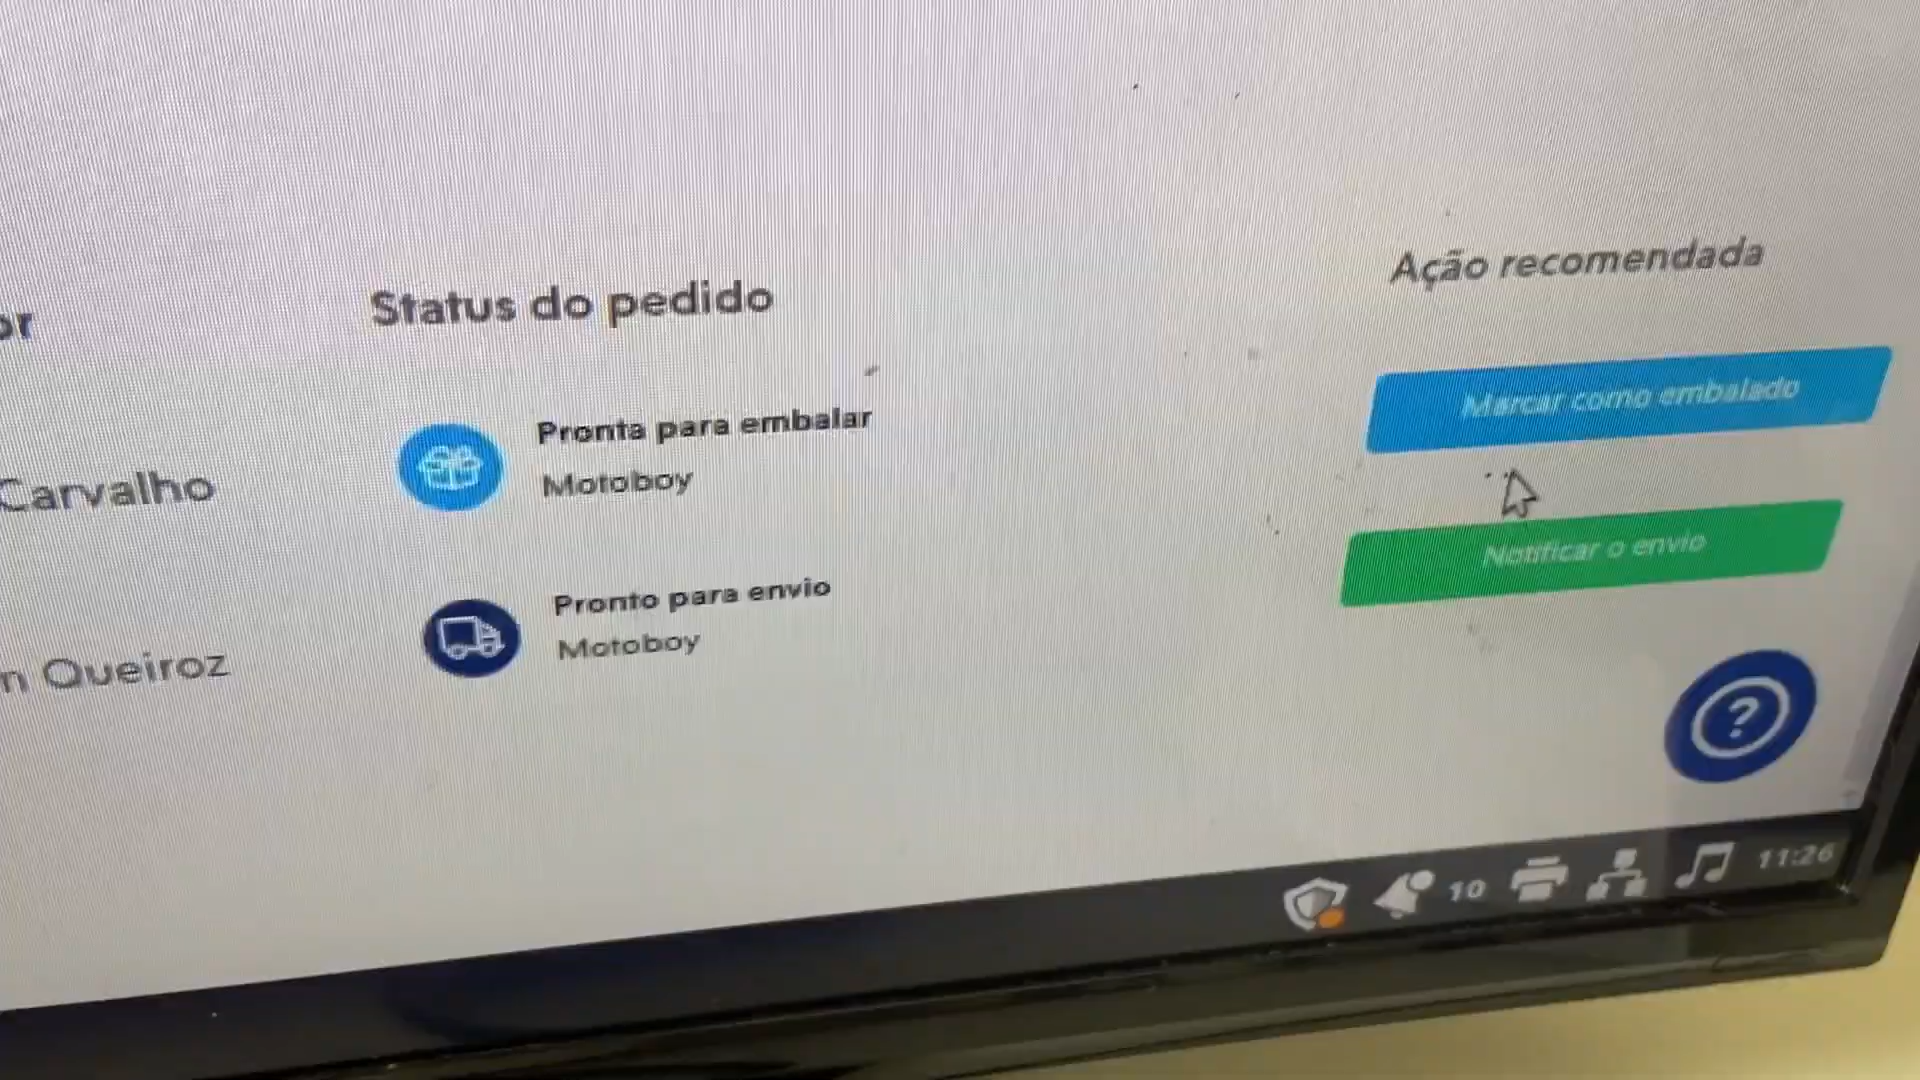 or
Status do pedido
Ação recomendada
Carvalho
Pronta para embalar
Motoboy
Marcar como embalado
n Queiroz
Pronto para envio
Motoboy
Notificar o envio
?
10
11:26